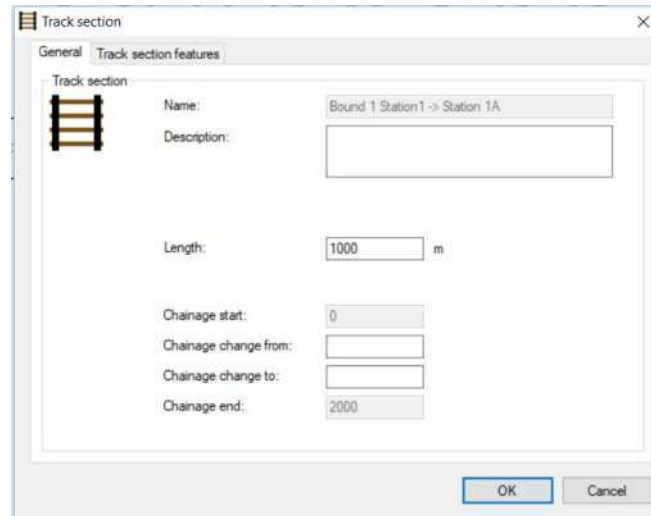 Track section
General Track section features
Track section
Name: Bound 1 Station1 -> Station 1A
Description:
Length: 1000 m
Chainage start: 0
Chainage change from:
Chainage change to:
Chainage end: 2000
OK Cancel